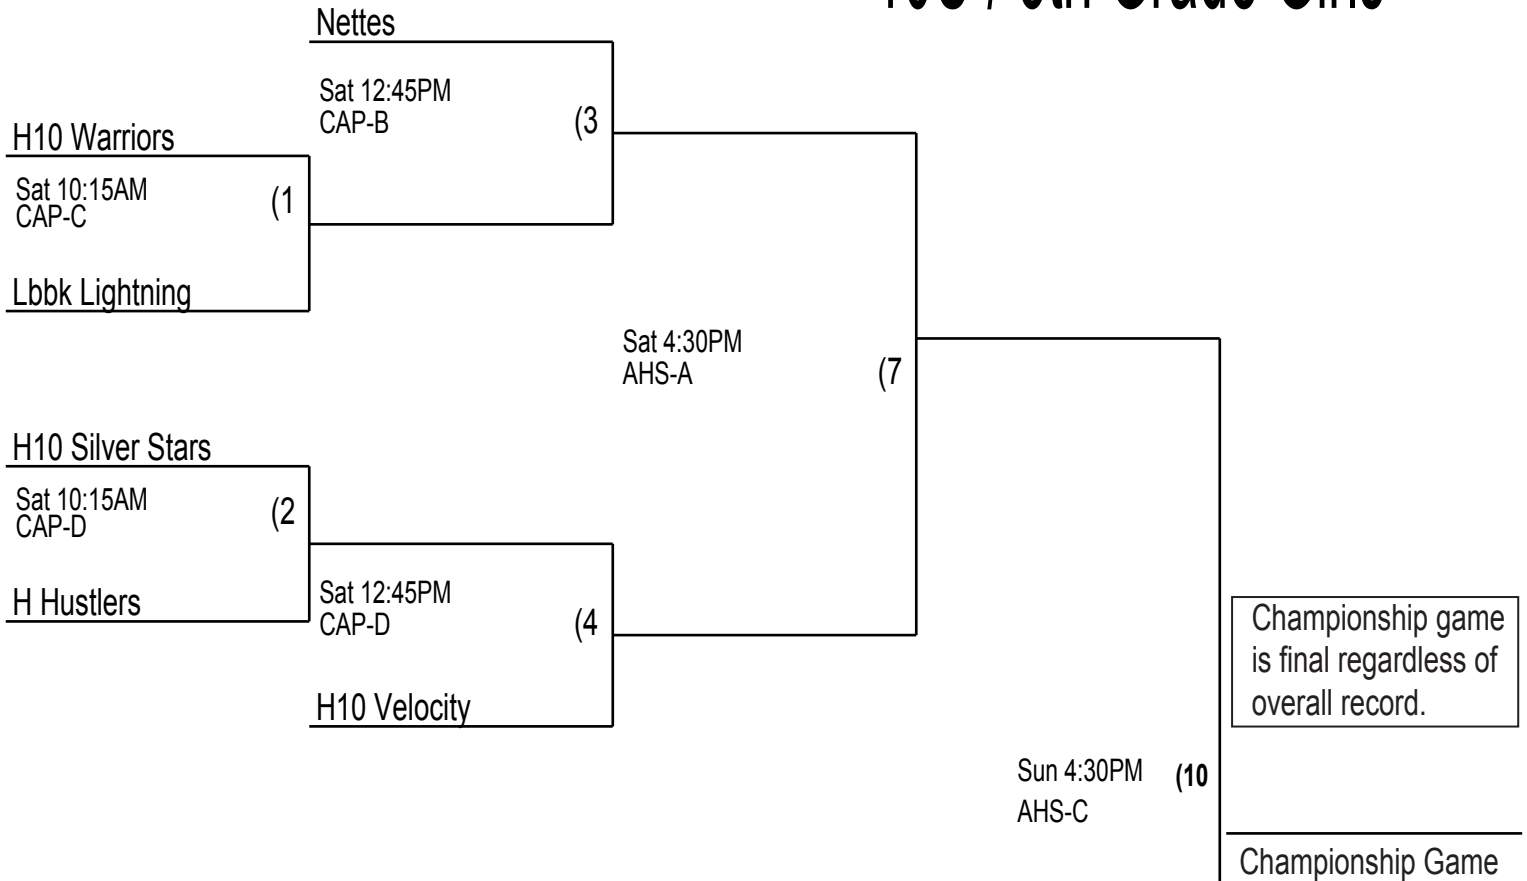 Nettes
Sat 12:45PM
CAP-B
(3
H10 Warriors
Sat 10:15AM
CAP-C
(1
Lbbk Lightning
Sat 4:30PM
AHS-A
(7
H10 Silver Stars
Sat 10:15AM
CAP-D
(2
H Hustlers
Sat 12:45PM
CAP-D
(4
H10 Velocity
Championship game
is final regardless of
overall record.
Sun 4:30PM
AHS-C
(10
Championship Game